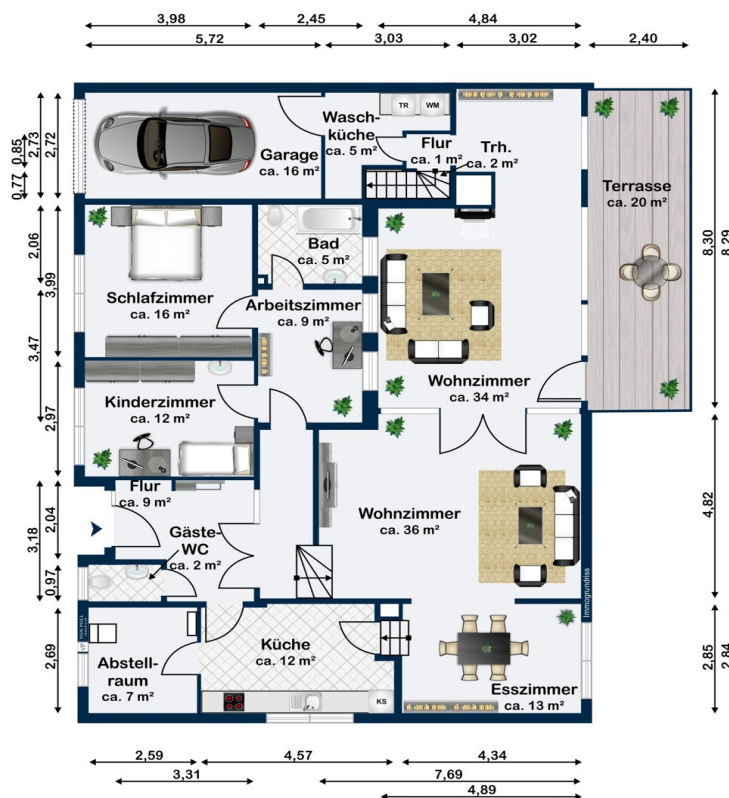 3,98
2,45
4,84
5,72
3,03
3,02
2,40
TR
WM
Wasch-
küche
ca. 5 m²
Flur
ca. 1 m²
Trh.
ca. 2 m²
Garage
ca. 16 m²
2,73
2,72
0,85
0,77
Terrasse
ca. 20 m²
Bad
ca. 5 m²
2,06
3,99
8,30
8,29
Schlafzimmer
ca. 16 m²
Arbeitszimmer
ca. 9 m²
3,47
Wohnzimmer
ca. 34 m²
Kinderzimmer
ca. 12 m²
2,97
Flur
ca. 9 m²
Wohnzimmer
ca. 36 m²
4,82
2,04
3,18
Gäste-
WC
ca. 2 m²
0,97
Immogrundriss
Küche
ca. 12 m²
Abstell-
raum
ca. 7 m²
2,69
Esszimmer
ca. 13 m²
2,85
2,84
KS
2,59
4,57
4,34
3,31
7,69
4,89